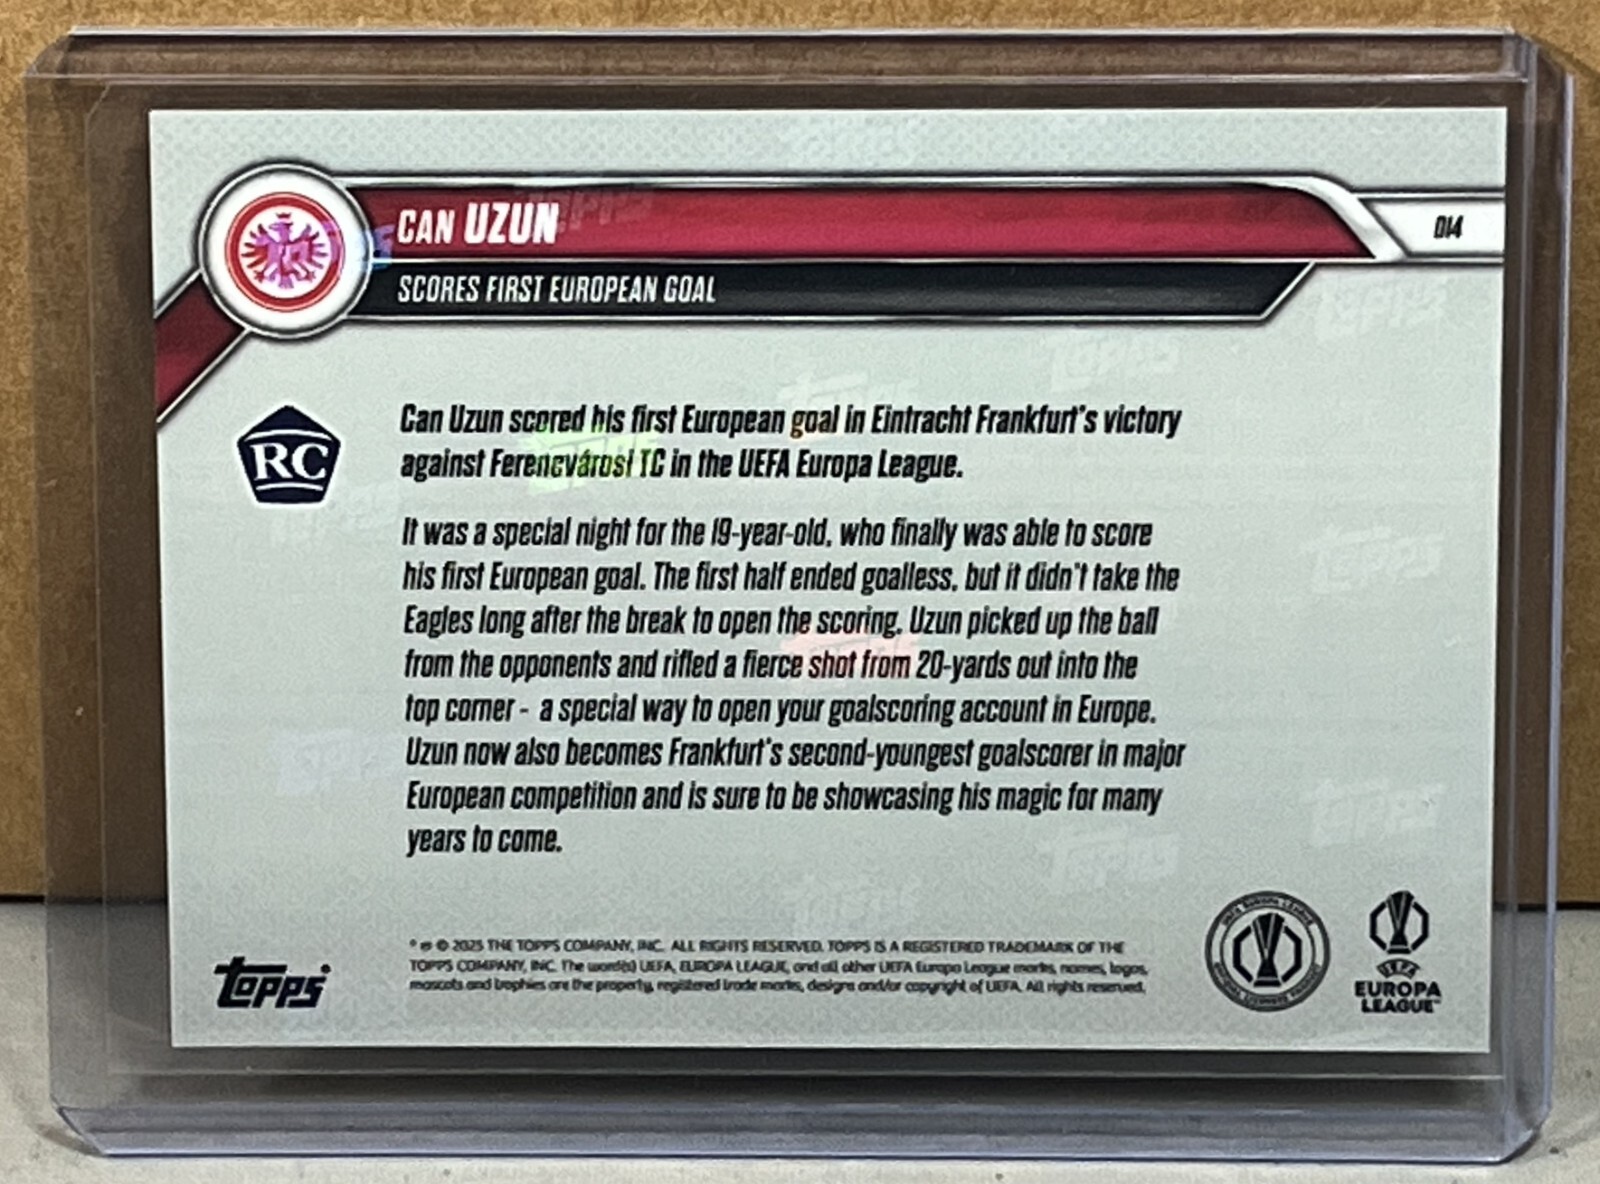 CAN UZUN
014
SCORES FIRST EUROPEAN GOAL
RC
Can Uzun scored his first European goal in Eintracht Frankfurt's victory
against Ferencvárosi TC in the UEFA Europa League.
It was a special night for the 19-year-old, who finally was able to score
his first European goal. The first half ended goalless, but it didn't take the
Eagles long after the break to open the scoring. Uzun picked up the ball
from the opponents and rifled a fierce shot from 20-yards out into the
top corner - a special way to open your goalscoring account in Europe.
Uzun now also becomes Frankfurt's second-youngest goalscorer in major
European competition and is sure to be showcasing his magic for many
years to come.
® © 2025 THE TOPPS COMPANY, INC. ALL RIGHTS RESERVED. TOPPS IS A REGISTERED TRADEMARK OF THE
TOPPS COMPANY, INC. The word(s) UEFA, EUROPA LEAGUE, and all other UEFA Europa League marks, names, logos,
mascots and trophies are the property, registered trade marks, designs and/or copyright of UEFA. All rights reserved.
Topps
UEFA
EUROPA
LEAGUE